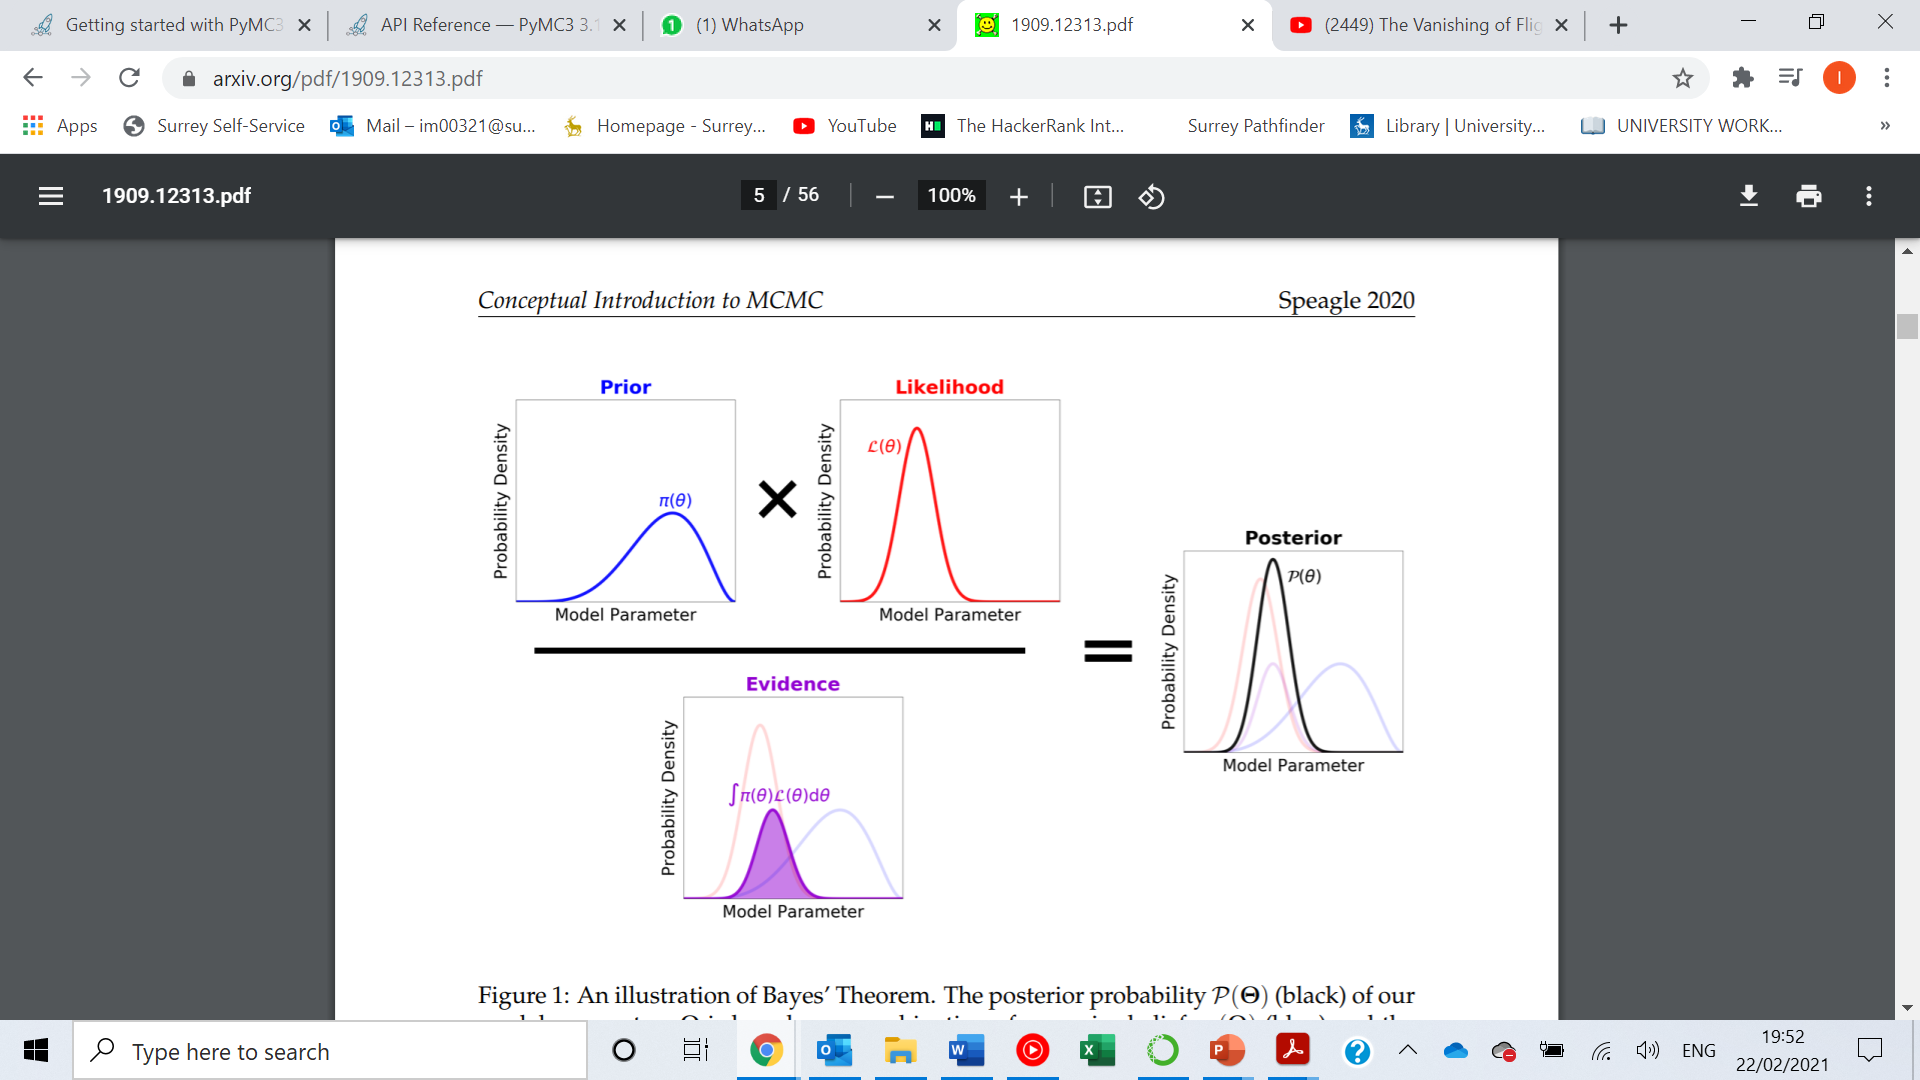 Getting started with PyMC3
API Reference — PyMC3 3.1
(1) WhatsApp
1909.12313.pdf
(2449) The Vanishing of Flig
arxiv.org/pdf/1909.12313.pdf
I
Apps
Surrey Self-Service
Mail – im00321@su...
Homepage - Surrey...
YouTube
The HackerRank Int...
Surrey Pathfinder
Library | University...
UNIVERSITY WORK...
»
1909.12313.pdf
5 / 56
100%
Conceptual Introduction to MCMC
Speagle 2020
Prior
Likelihood
Probability Density
π(θ)
Model Parameter
×
Probability Density
ℒ(θ)
Model Parameter
Evidence
Probability Density
∫π(θ)ℒ(θ)dθ
Model Parameter
=
Posterior
Probability Density
𝒫(θ)
Model Parameter
Figure 1: An illustration of Bayes’ Theorem. The posterior probability 𝒫(Θ) (black) of our
Type here to search
ENG
19:52
22/02/2021